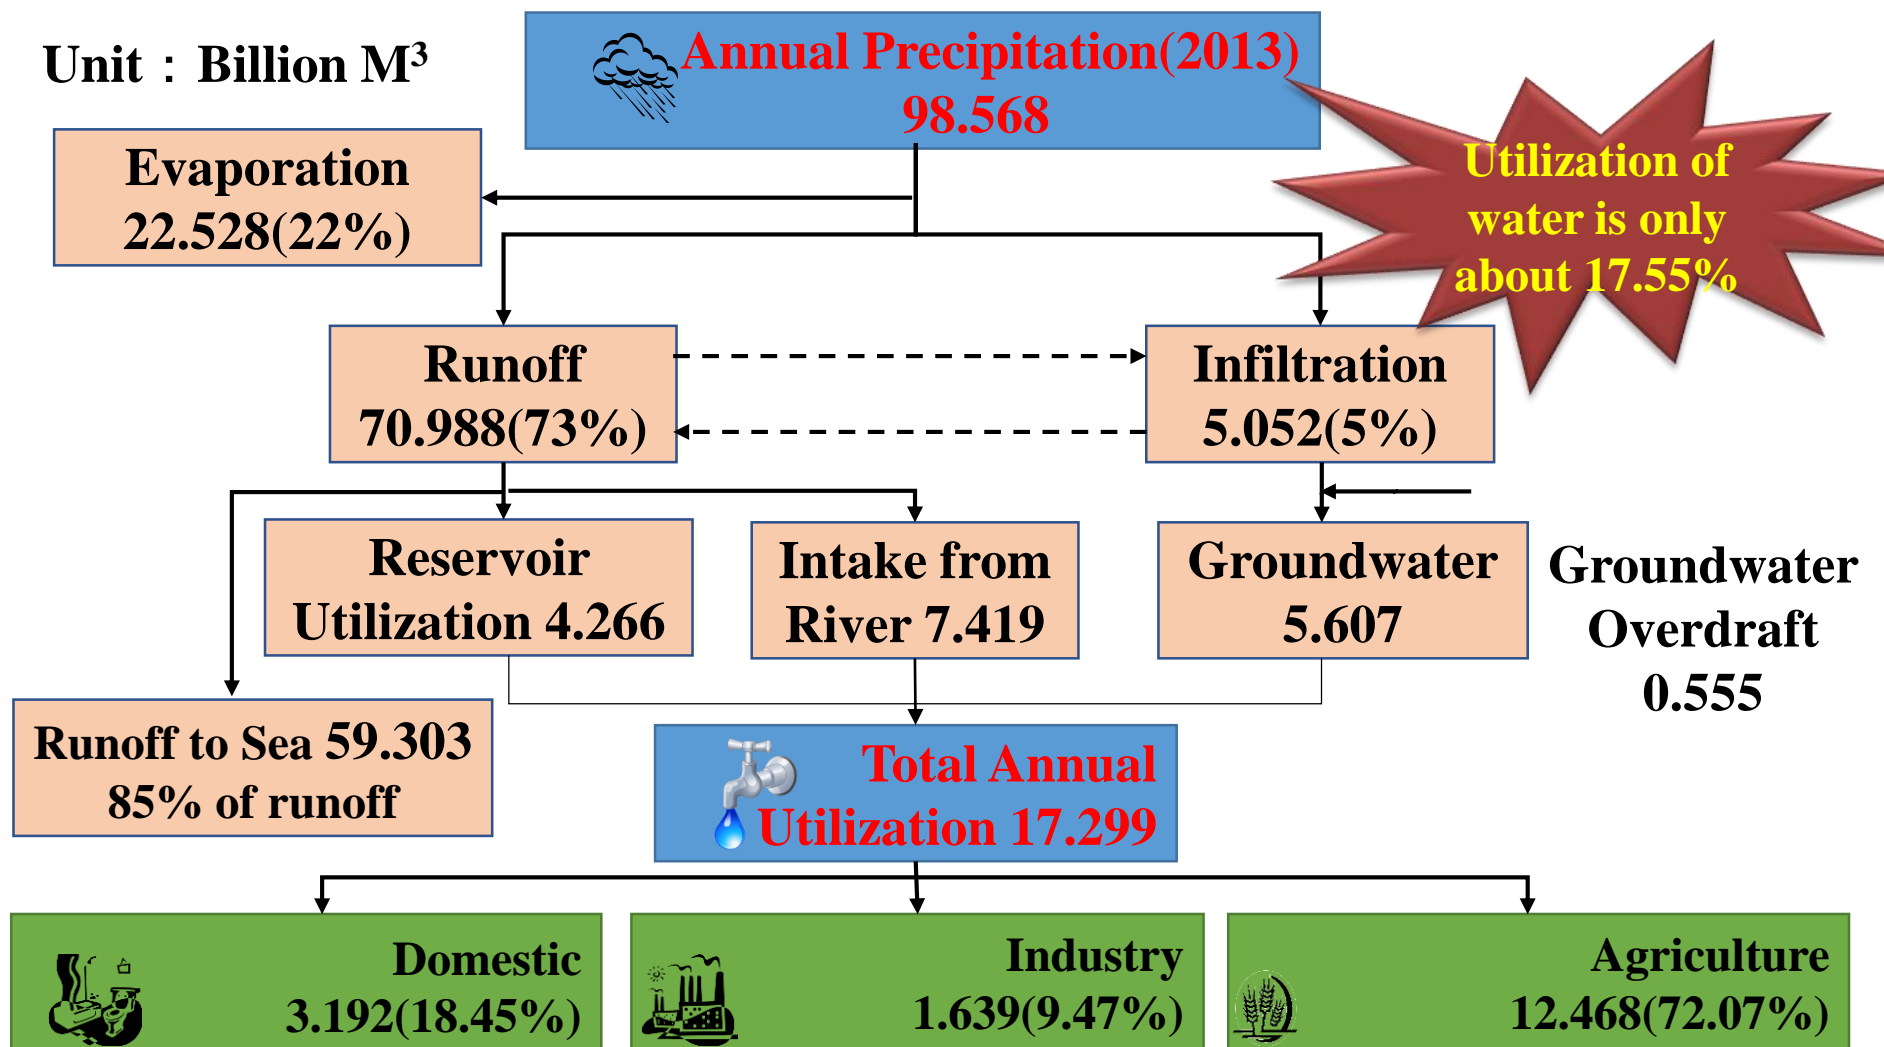 Unit：Billion M³
Annual Precipitation(2013)
98.568
Evaporation
22.528(22%)
Utilization of
water is only
about 17.55%
Runoff
70.988(73%)
Infiltration
5.052(5%)
Reservoir
Utilization 4.266
Intake from
River 7.419
Groundwater
5.607
Groundwater
Overdraft
0.555
Runoff to Sea 59.303
85% of runoff
Total Annual
Utilization 17.299
Domestic
3.192(18.45%)
Industry
1.639(9.47%)
Agriculture
12.468(72.07%)